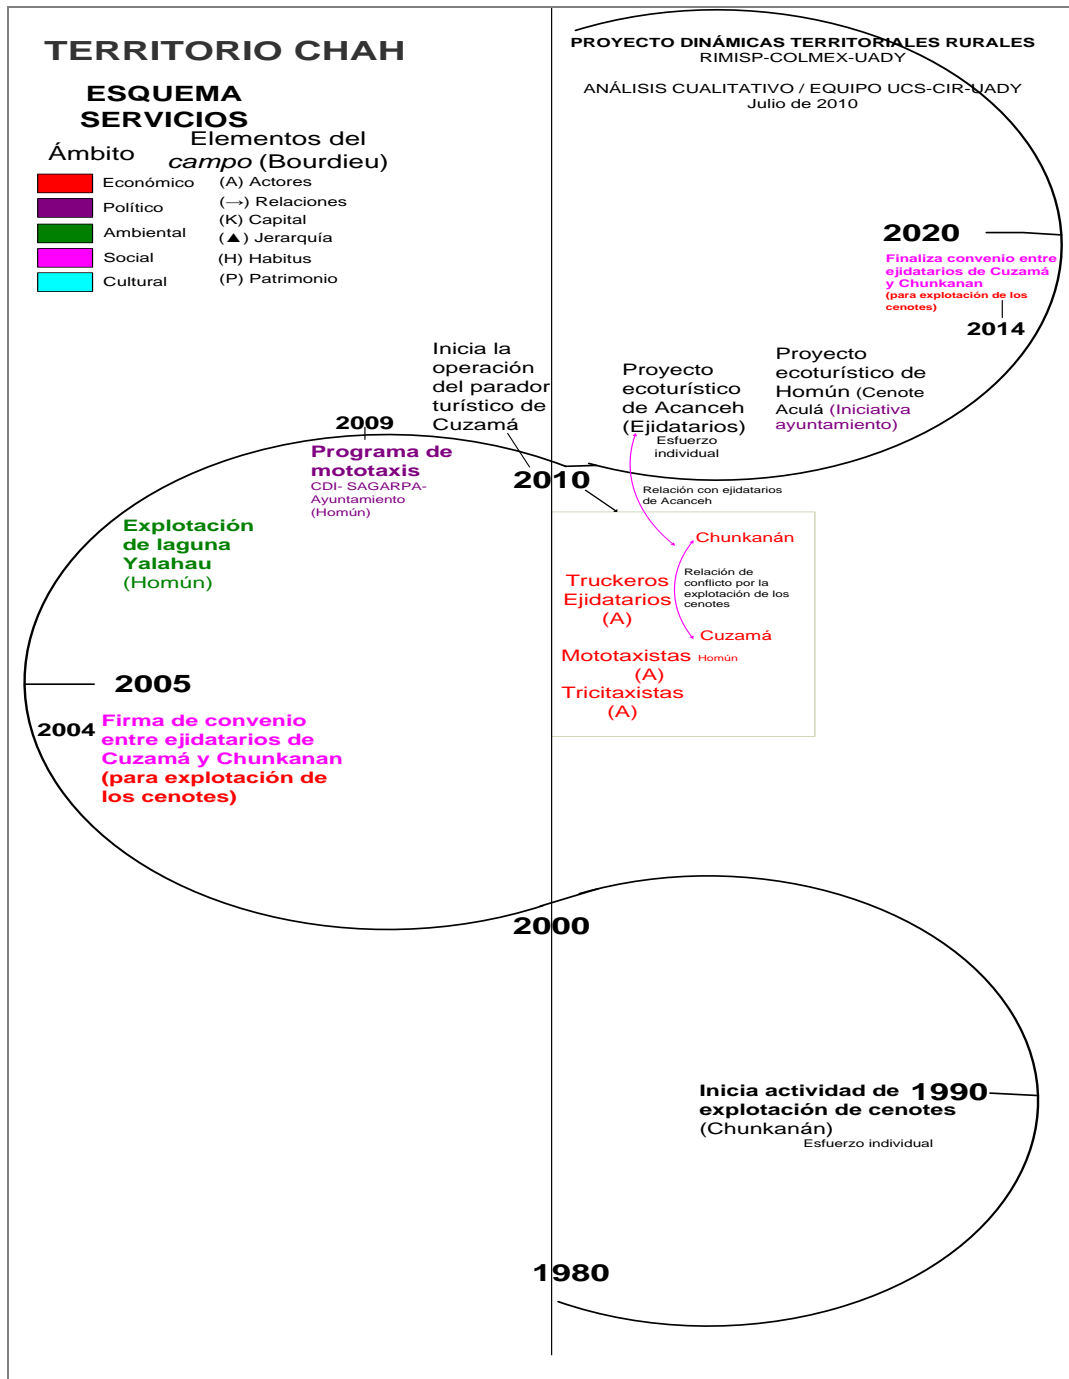 TERRITORIO CHAH
PROYECTO DINÁMICAS TERRITORIALES RURALES
RIMISP-COLMEX-UADY
ANÁLISIS CUALITATIVO / EQUIPO UCS-CIR-UADY
Julio de 2010
ESQUEMA
SERVICIOS
Ámbito
Elementos del
campo (Bourdieu)
Económico
Político
Ambiental
Social
Cultural
(A) Actores
(→) Relaciones
(K) Capital
(▲) Jerarquía
(H) Habitus
(P) Patrimonio
2020
Finaliza convenio entre
ejidatarios de Cuzamá
y Chunkanan
(para explotación de los
cenotes)
2014
Inicia la
operación
del parador
turístico de
Cuzamá
Proyecto
ecoturístico
de Acanceh
(Ejidatarios)
Esfuerzo
individual
Proyecto
ecoturístico de
Homún (Cenote
Aculá (Iniciativa
ayuntamiento)
2009
Programa de
mototaxis
CDI- SAGARPA-
Ayuntamiento
(Homún)
2010
Relación con ejidatarios
de Acanceh
Explotación
de laguna
Yalahau
(Homún)
Chunkanán
Truckeros
Ejidatarios
(A)
Relación de
conflicto por la
explotación de los
cenotes
Cuzamá
Mototaxistas Homún
(A)
Tricitaxistas
(A)
2005
2004
Firma de convenio
entre ejidatarios de
Cuzamá y Chunkanan
(para explotación de
los cenotes)
2000
1990
Inicia actividad de
explotación de cenotes
(Chunkanán)
Esfuerzo individual
1980